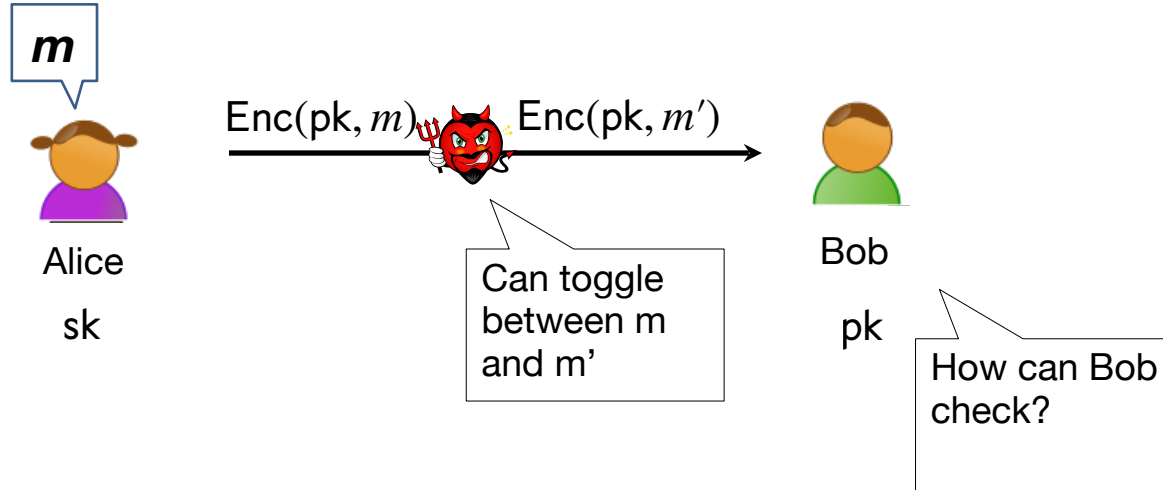 m
Enc(pk, m) Enc(pk, m′)
Alice
Bob
sk
pk
Can toggle
between m
and m’
How can Bob
check?